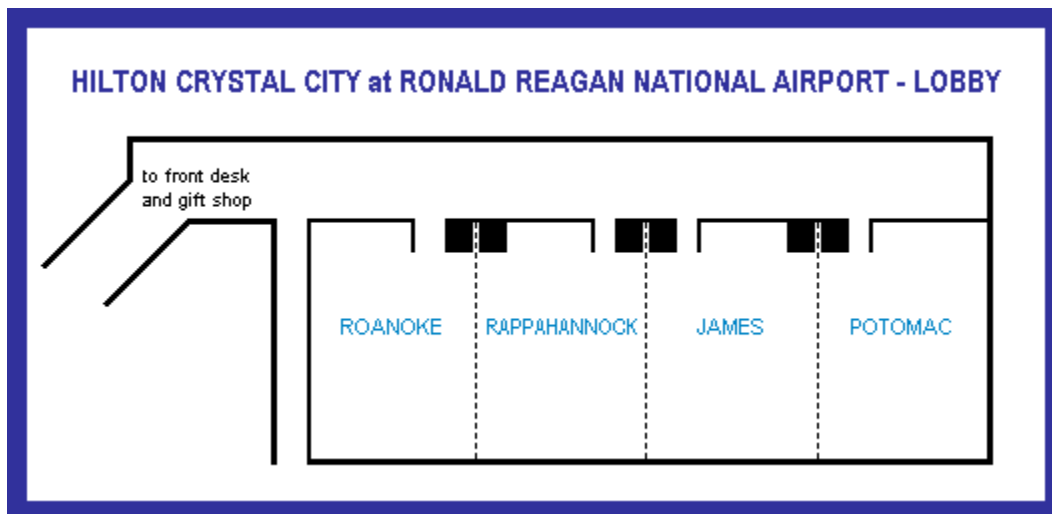 HILTON CRYSTAL CITY at RONALD REAGAN NATIONAL AIRPORT - LOBBY
to front desk
and gift shop
ROANOKE
RAPPAHANNOCK
JAMES
POTOMAC